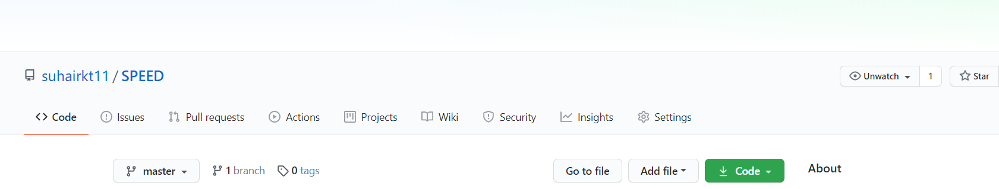 suhairkt11 / SPEED
Unwatch 1 Star
Code Issues Pull requests Actions Projects Wiki Security Insights Settings
master 1 branch 0 tags Go to file Add file Code About